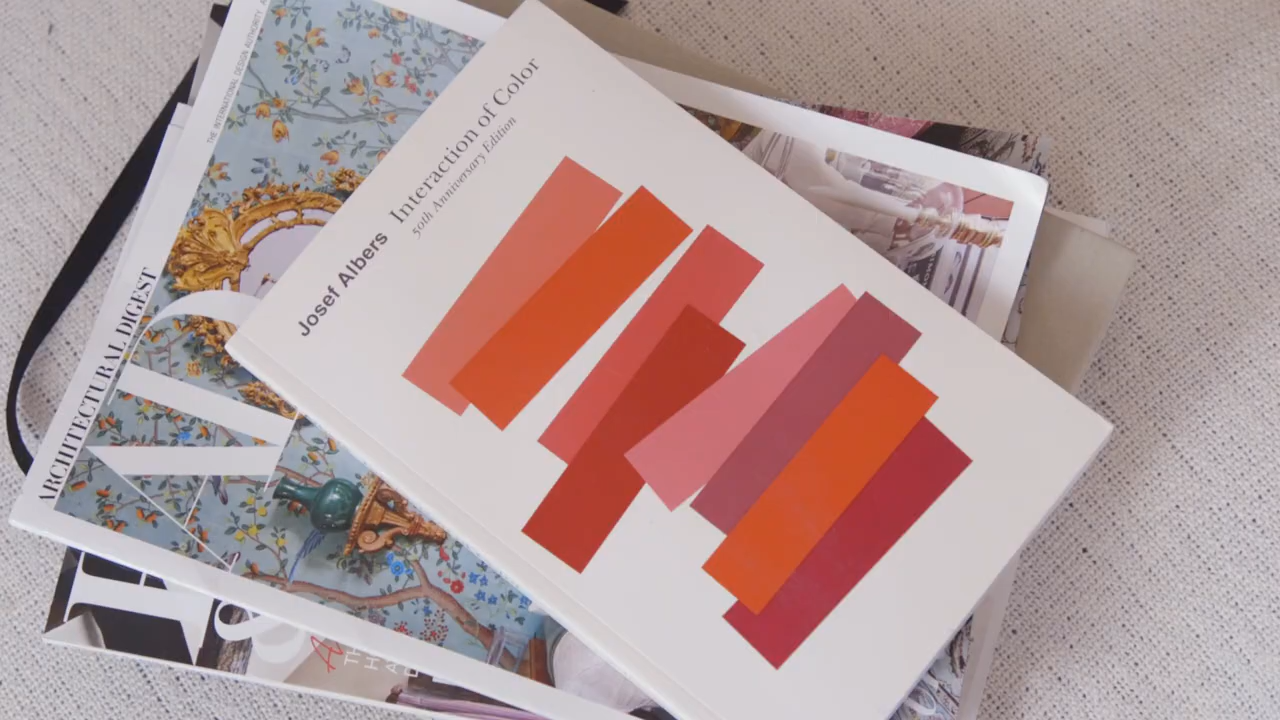 Josef Albers Interaction of Color
50th Anniversary Edition
THE INTERNATIONAL DESIGN AUTHORITY
ARCHITECTURAL DIGEST
A
&